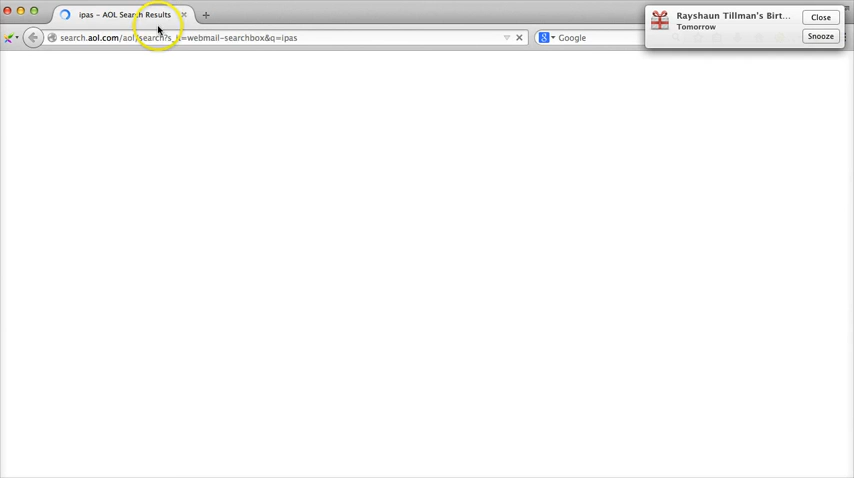 ipas - AOL Search Results
search.aol.com/aol/search?s_it=webmail-searchbox&q=ipas
Google
Rayshaun Tillman's Birt...
Tomorrow
Close
Snooze